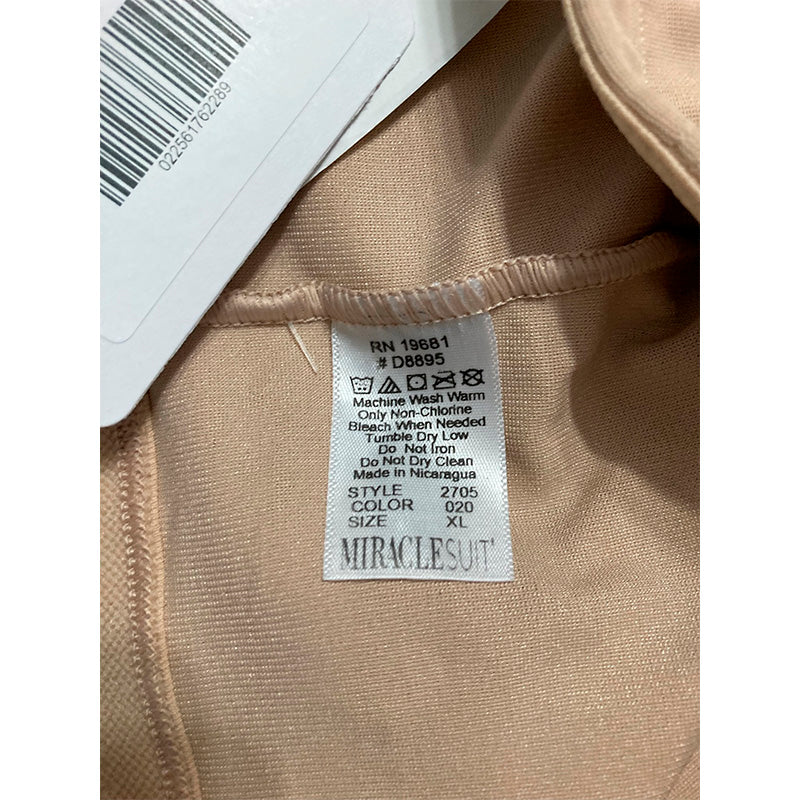 022561762289
RN 19681
# D8895
Machine Wash Warm
Only Non-Chlorine
Bleach When Needed
Tumble Dry Low
Do Not Iron
Do Not Dry Clean
Made in Nicaragua
STYLE 2705
COLOR 020
SIZE XL
MIRACLESUIT